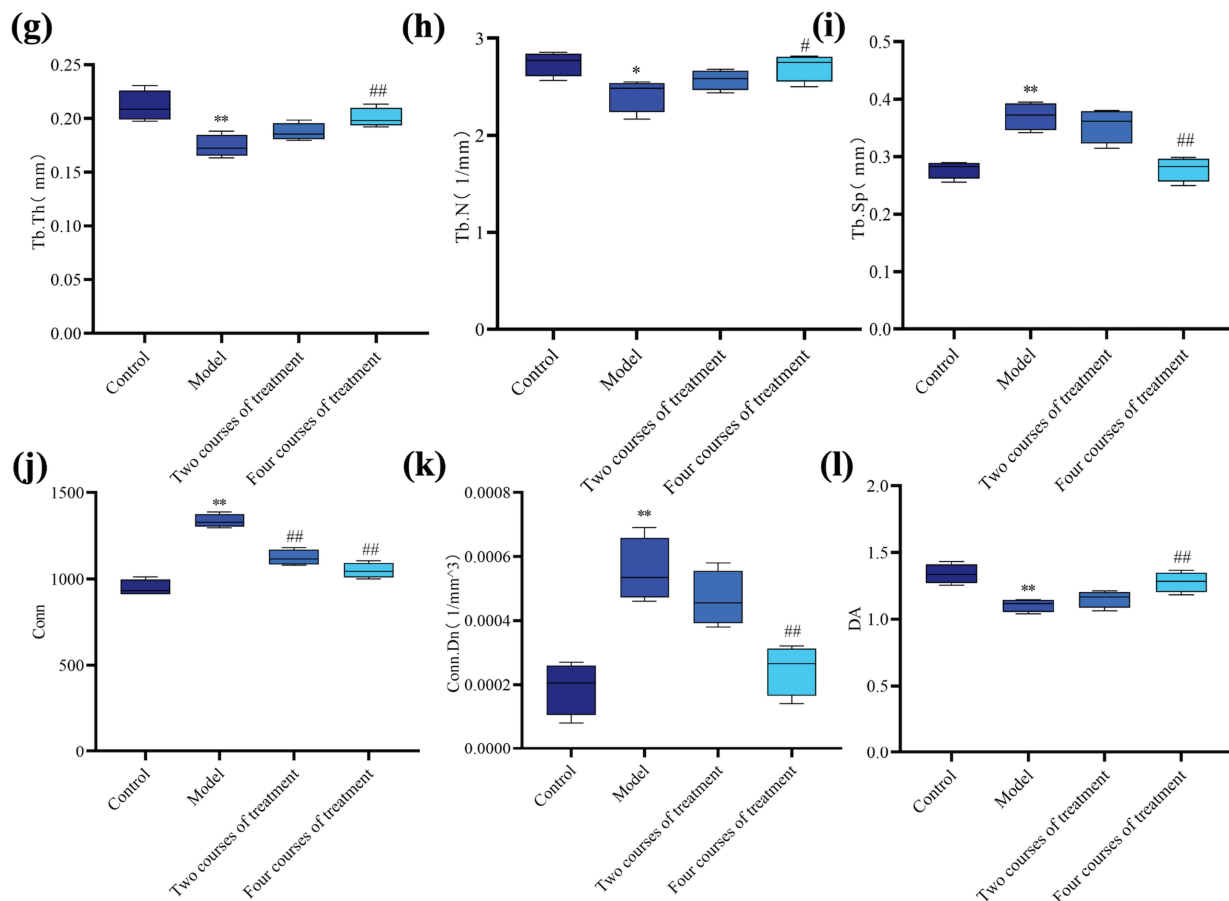 (g)
Tb.Th( mm)
0.25
0.20
0.15
0.10
0.05
0.00
**
##
Control
Model
Two courses of treatment
Four courses of treatment
(h)
Tb.N( 1/mm)
3
2
1
0
*
#
Control
Model
Two courses of treatment
Four courses of treatment
(i)
Tb.Sp( mm)
0.5
0.4
0.3
0.2
0.1
0.0
**
##
Control
Model
Two courses of treatment
Four courses of treatment
(j)
Conn
1500
1000
500
0
**
##
##
Control
Model
Two courses of treatment
Four courses of treatment
(k)
Conn.Dn( 1/mm^3)
0.0008
0.0006
0.0004
0.0002
0.0000
**
##
Control
Model
Two courses of treatment
Four courses of treatment
(l)
DA
2.0
1.5
1.0
0.5
0.0
**
##
Control
Model
Two courses of treatment
Four courses of treatment